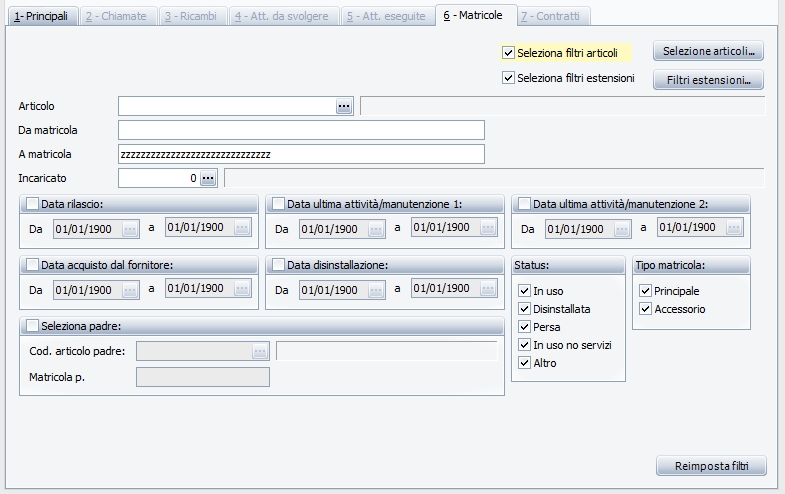 1- Principali 2 - Chiamate 3 - Ricambi 4 - Att. da svolgere 5 - Att. eseguite 6 - Matricole 7 - Contratti
Seleziona filtri articoli Selezione articoli...
Seleziona filtri estensioni Filtri estensioni...
Articolo ...
Da matricola
A matricola zzzzzzzzzzzzzzzzzzzzzzzzzzzzzz
Incaricato 0 ...
Data rilascio: Data ultima attività/manutenzione 1: Data ultima attività/manutenzione 2:
Da 01/01/1900 ... a 01/01/1900 ... Da 01/01/1900 ... a 01/01/1900 ... Da 01/01/1900 ... a 01/01/1900 ...
Data acquisto dal fornitore: Data disinstallazione: Status: Tipo matricola:
Da 01/01/1900 ... a 01/01/1900 ... Da 01/01/1900 ... a 01/01/1900 ... In uso Principale
Disinstallata Accessorio
Seleziona padre: Persa
Cod. articolo padre: ... In uso no servizi
Altro
Matricola p.
Reimposta filtri